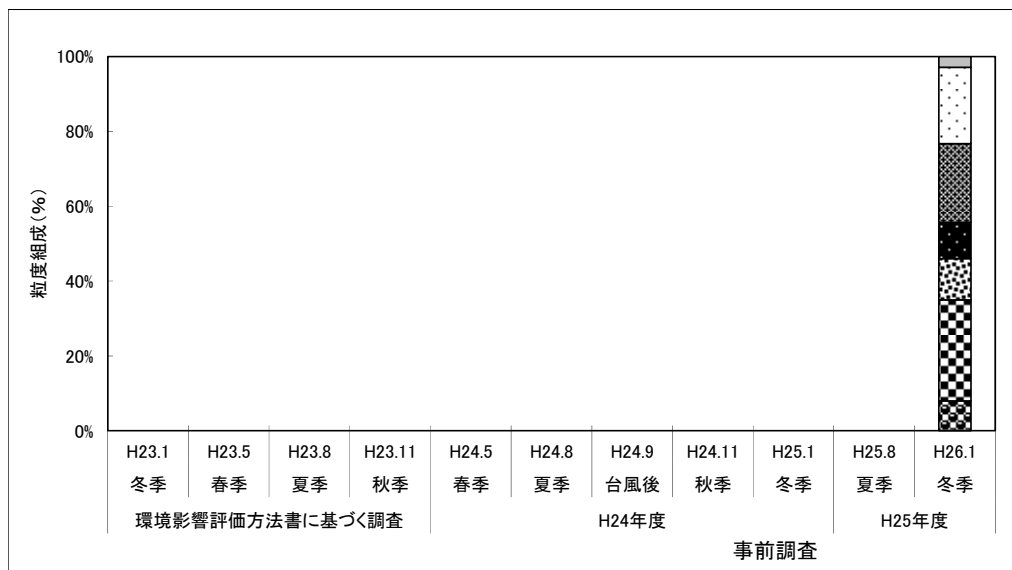 100%
80%
60%
40%
20%
0%
粒度組成(%)
H23.1 H23.5 H23.8 H23.11 H24.5 H24.8 H24.9 H24.11 H25.1 H25.8 H26.1
冬季 春季 夏季 秋季 春季 夏季 台風後 秋季 冬季 夏季 冬季
環境影響評価方法書に基づく調査 H24年度 H25年度
事前調査